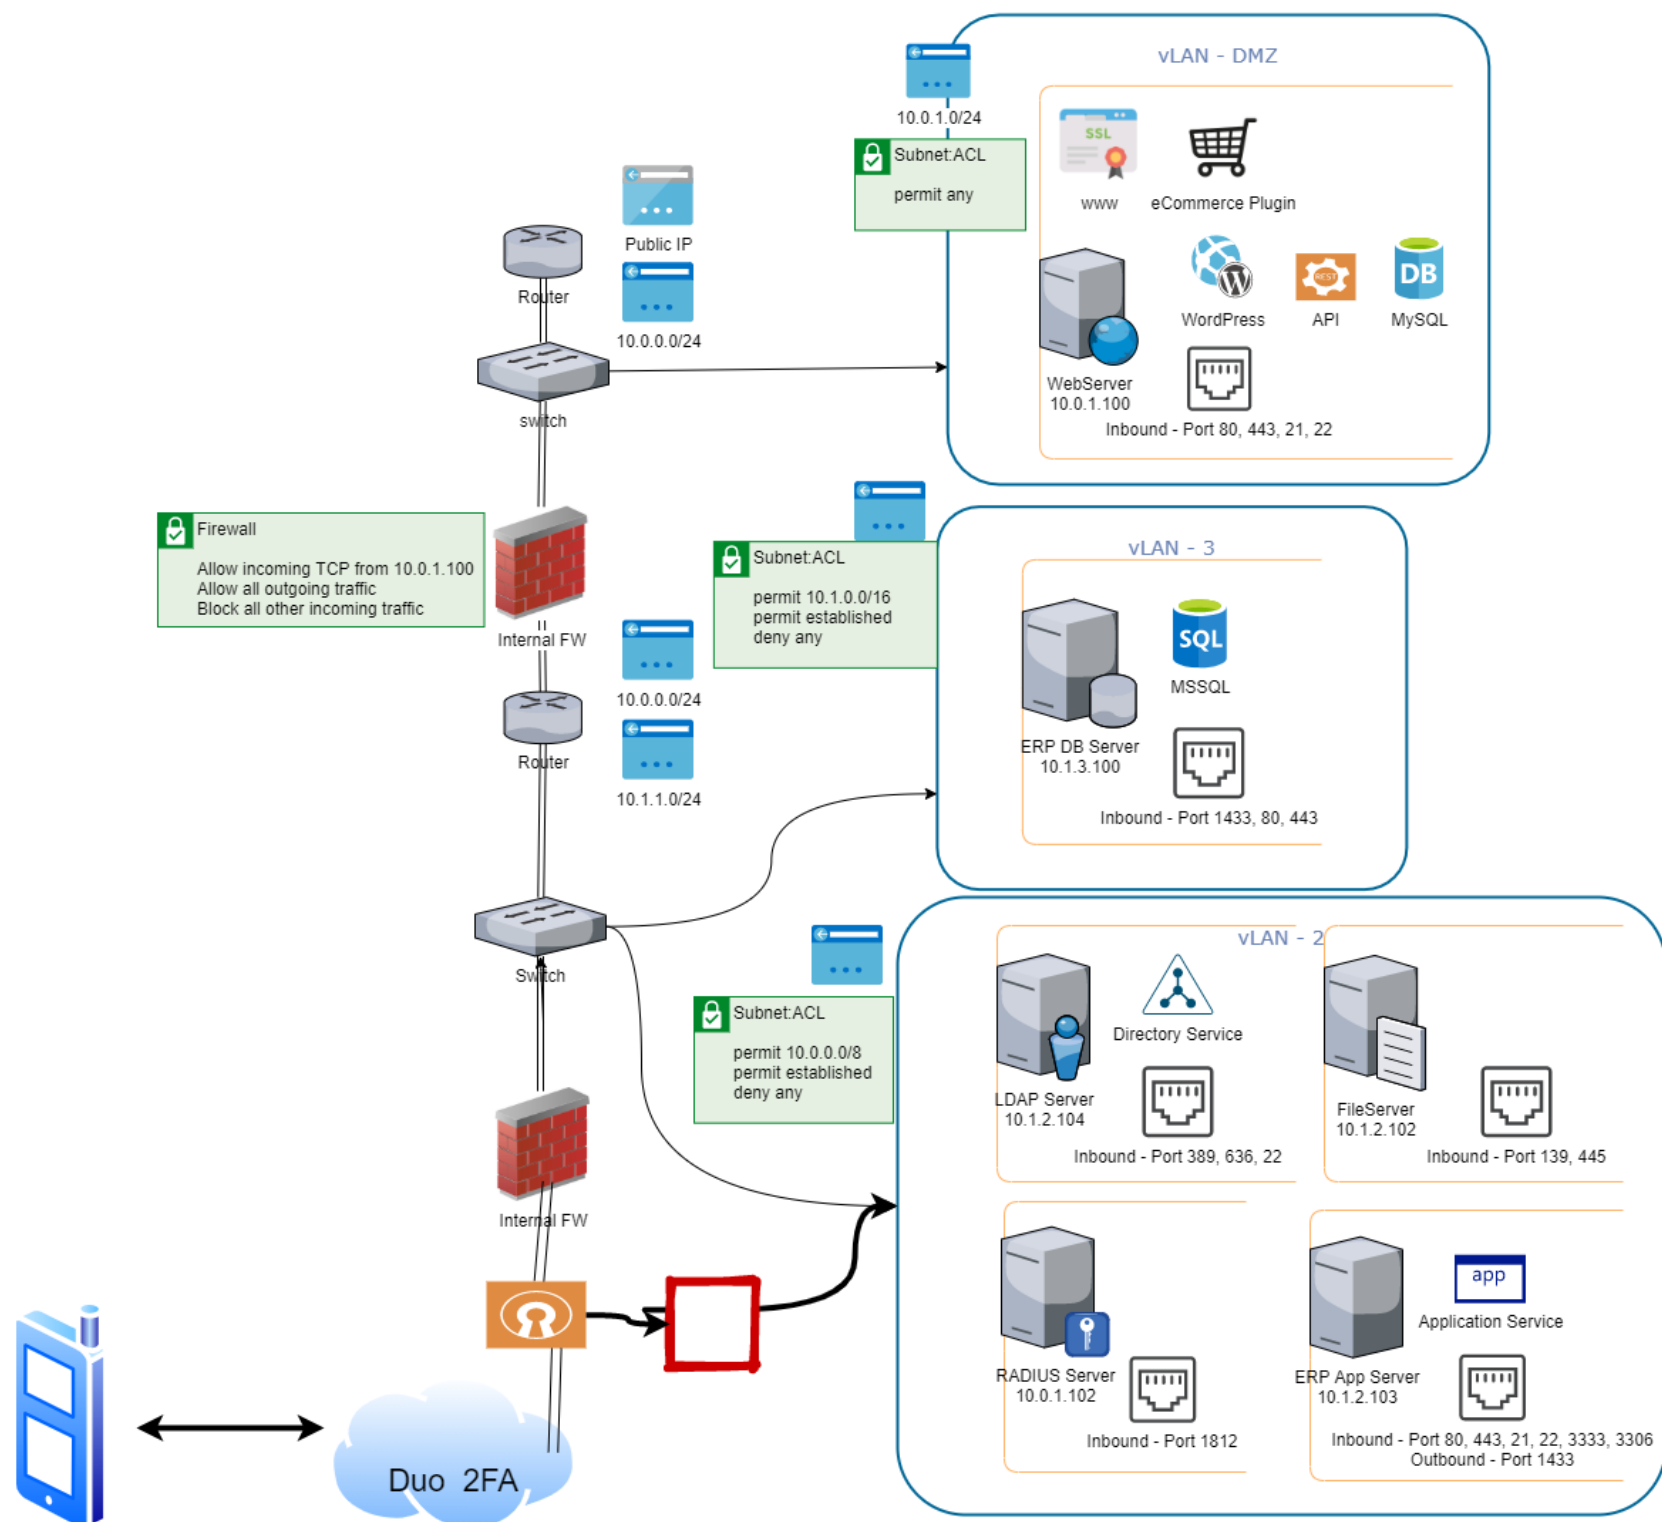 vLAN - DMZ
10.0.1.0/24
Subnet:ACL
permit any
SSL
www
eCommerce Plugin
WordPress
REST
API
DB
MySQL
WebServer
10.0.1.100
Inbound - Port 80, 443, 21, 22
Public IP
Router
10.0.0.0/24
switch
Firewall
Allow incoming TCP from 10.0.1.100
Allow all outgoing traffic
Block all other incoming traffic
Internal FW
10.0.0.0/24
Router
10.1.1.0/24
Subnet:ACL
permit 10.1.0.0/16
permit established
deny any
vLAN - 3
SQL
MSSQL
ERP DB Server
10.1.3.100
Inbound - Port 1433, 80, 443
Switch
Subnet:ACL
permit 10.0.0.0/8
permit established
deny any
vLAN - 2
Directory Service
LDAP Server
10.1.2.104
Inbound - Port 389, 636, 22
FileServer
10.1.2.102
Inbound - Port 139, 445
Internal FW
RADIUS Server
10.0.1.102
Inbound - Port 1812
app
Application Service
ERP App Server
10.1.2.103
Inbound - Port 80, 443, 21, 22, 3333, 3306
Outbound - Port 1433
Duo 2FA